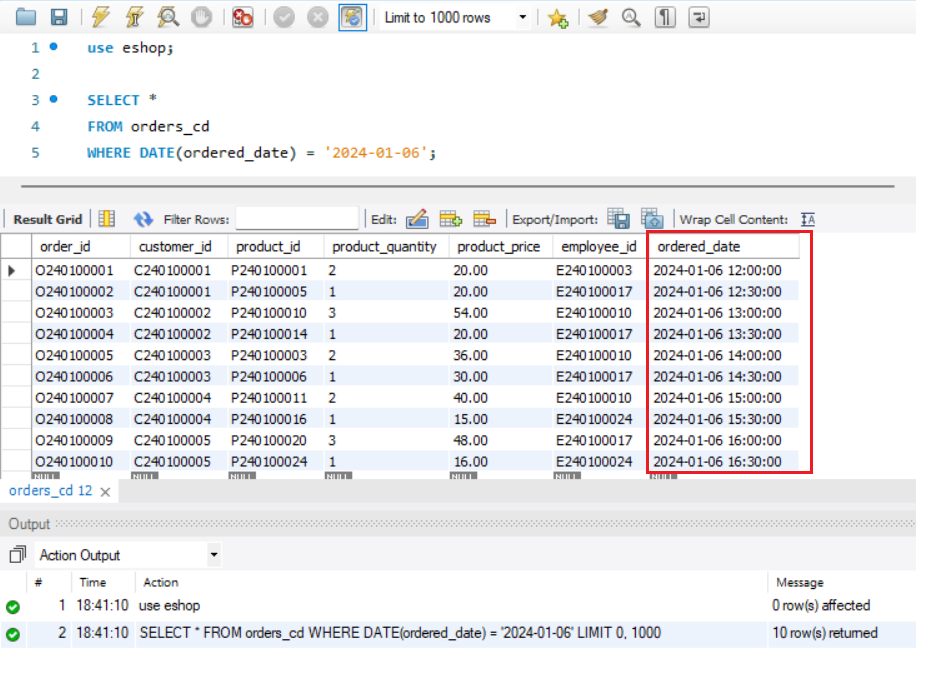 Limit to 1000 rows
1 use eshop;
2
3 SELECT *
4 FROM orders_cd
5 WHERE DATE(ordered_date) = '2024-01-06';
Result Grid Filter Rows: Edit: Export/Import: Wrap Cell Content: IA
order_id customer_id product_id product_quantity product_price employee_id ordered_date
O240100001 C240100001 P240100001 2 20.00 E240100003 2024-01-06 12:00:00
O240100002 C240100001 P240100005 1 20.00 E240100017 2024-01-06 12:30:00
O240100003 C240100002 P240100010 3 54.00 E240100010 2024-01-06 13:00:00
O240100004 C240100002 P240100014 1 20.00 E240100017 2024-01-06 13:30:00
O240100005 C240100003 P240100003 2 36.00 E240100010 2024-01-06 14:00:00
O240100006 C240100003 P240100006 1 30.00 E240100017 2024-01-06 14:30:00
O240100007 C240100004 P240100011 2 40.00 E240100010 2024-01-06 15:00:00
O240100008 C240100004 P240100016 1 15.00 E240100024 2024-01-06 15:30:00
O240100009 C240100005 P240100020 3 48.00 E240100017 2024-01-06 16:00:00
O240100010 C240100005 P240100024 1 16.00 E240100024 2024-01-06 16:30:00
NULL NULL NULL NULL NULL NULL NULL
orders_cd 12
Output
Action Output
# Time Action Message
1 18:41:10 use eshop 0 row(s) affected
2 18:41:10 SELECT * FROM orders_cd WHERE DATE(ordered_date) = '2024-01-06' LIMIT 0, 1000 10 row(s) returned